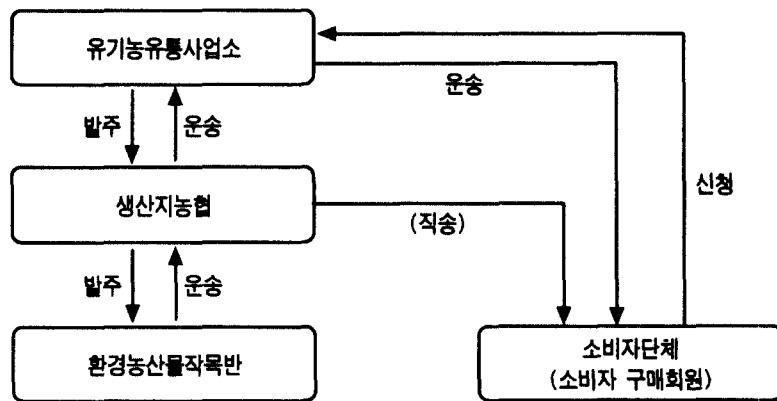 유기농유통사업소
운송
발주
운송
신청
생산지농협
(직송)
발주
운송
환경농산물작목반
소비자단체
(소비자 구매회원)